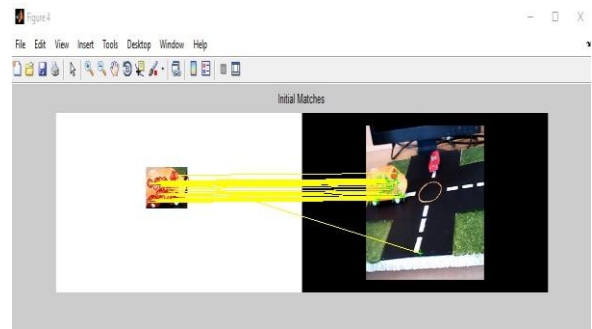 Figure 4
File Edit View Insert Tools Desktop Window Help
Initial Matches